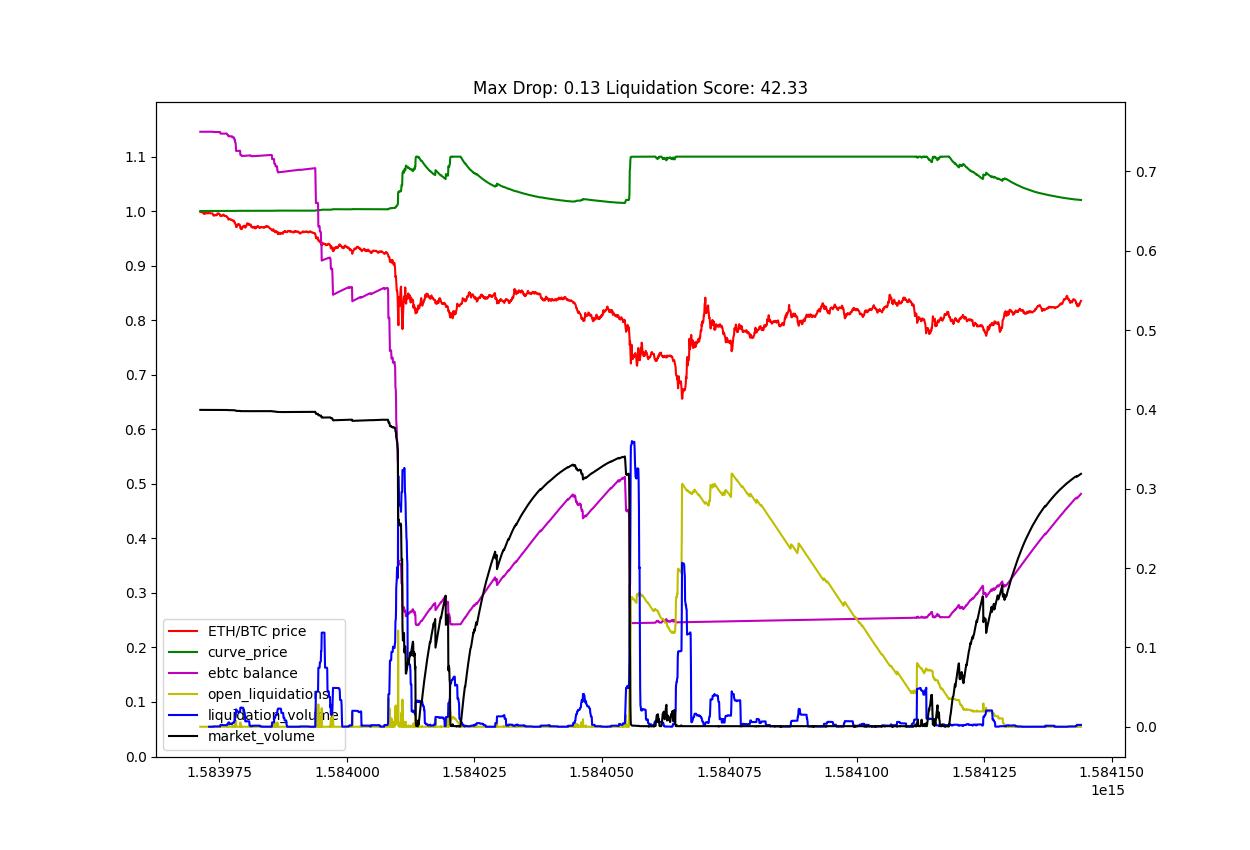 Max Drop: 0.13 Liquidation Score: 42.33
1.1
1.0
0.9
0.8
0.7
0.6
0.5
0.4
0.3
0.2
0.1
0.0
0.7
0.6
0.5
0.4
0.3
0.2
0.1
0.0
ETH/BTC price
curve_price
ebtc balance
open_liquidations
liquidation_volume
market_volume
1.583975 1.584000 1.584025 1.584050 1.584075 1.584100 1.584125 1.584150
1e15